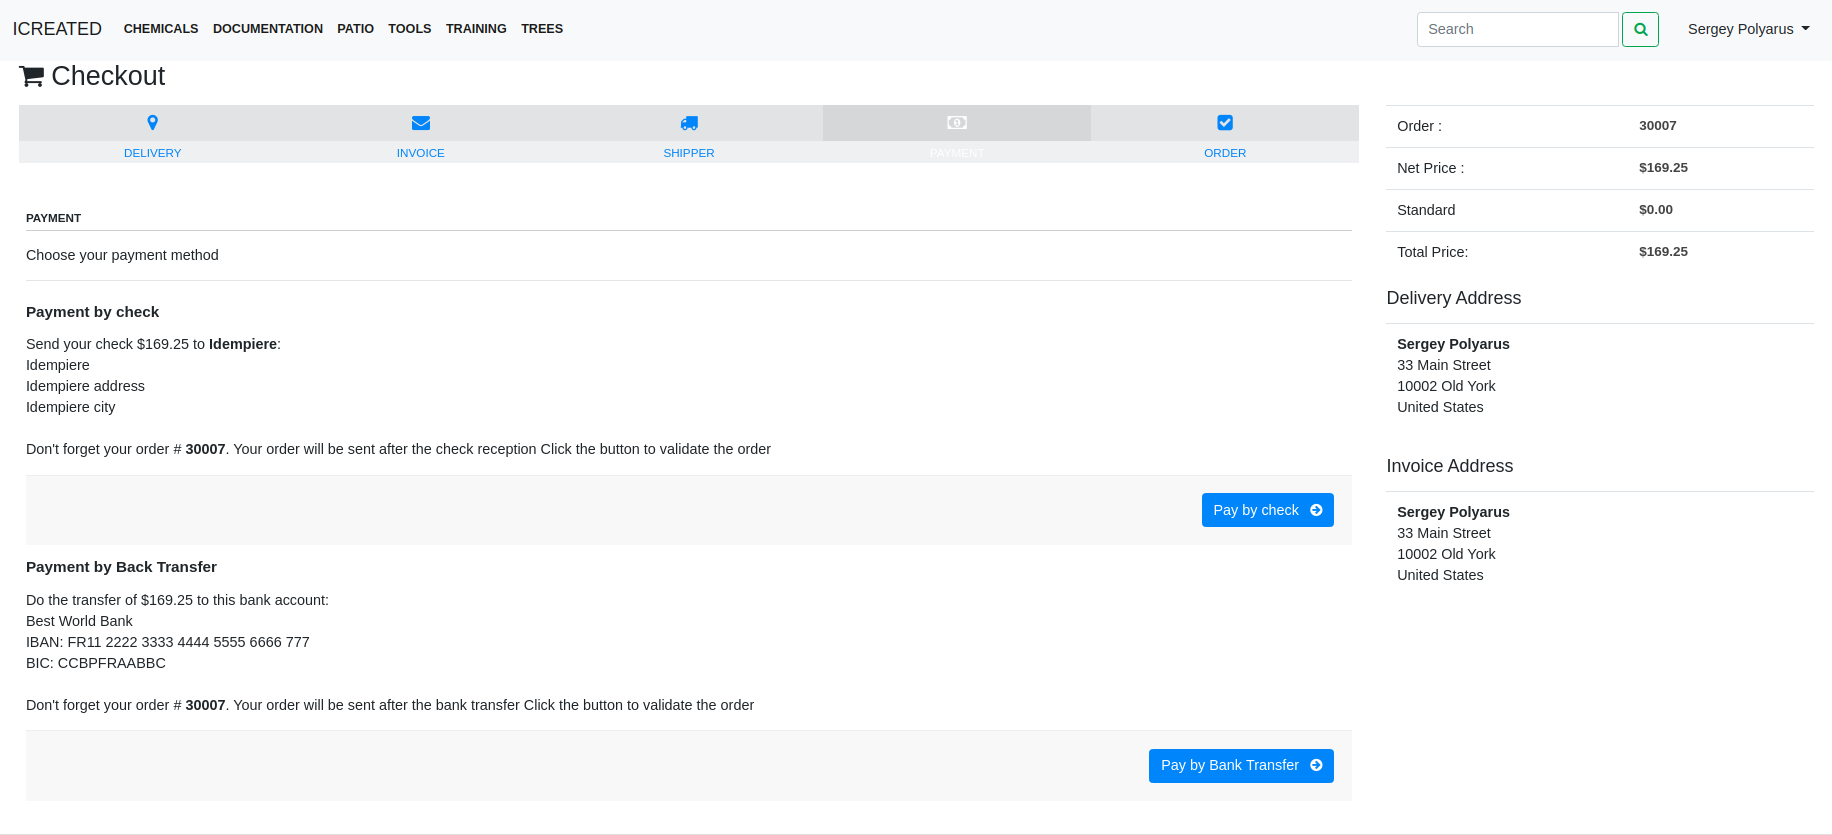 ICREATED CHEMICALS DOCUMENTATION PATIO TOOLS TRAINING TREES Search Sergey Polyarus
Checkout
DELIVERY INVOICE SHIPPER PAYMENT ORDER
PAYMENT
Choose your payment method
Payment by check
Send your check $169.25 to Idempiere:
Idempiere
Idempiere address
Idempiere city
Don't forget your order # 30007. Your order will be sent after the check reception Click the button to validate the order
Pay by check
Payment by Back Transfer
Do the transfer of $169.25 to this bank account:
Best World Bank
IBAN: FR11 2222 3333 4444 5555 6666 777
BIC: CCBPFRAABBC
Don't forget your order # 30007. Your order will be sent after the bank transfer Click the button to validate the order
Pay by Bank Transfer
Order : 30007
Net Price : $169.25
Standard $0.00
Total Price: $169.25
Delivery Address
Sergey Polyarus
33 Main Street
10002 Old York
United States
Invoice Address
Sergey Polyarus
33 Main Street
10002 Old York
United States